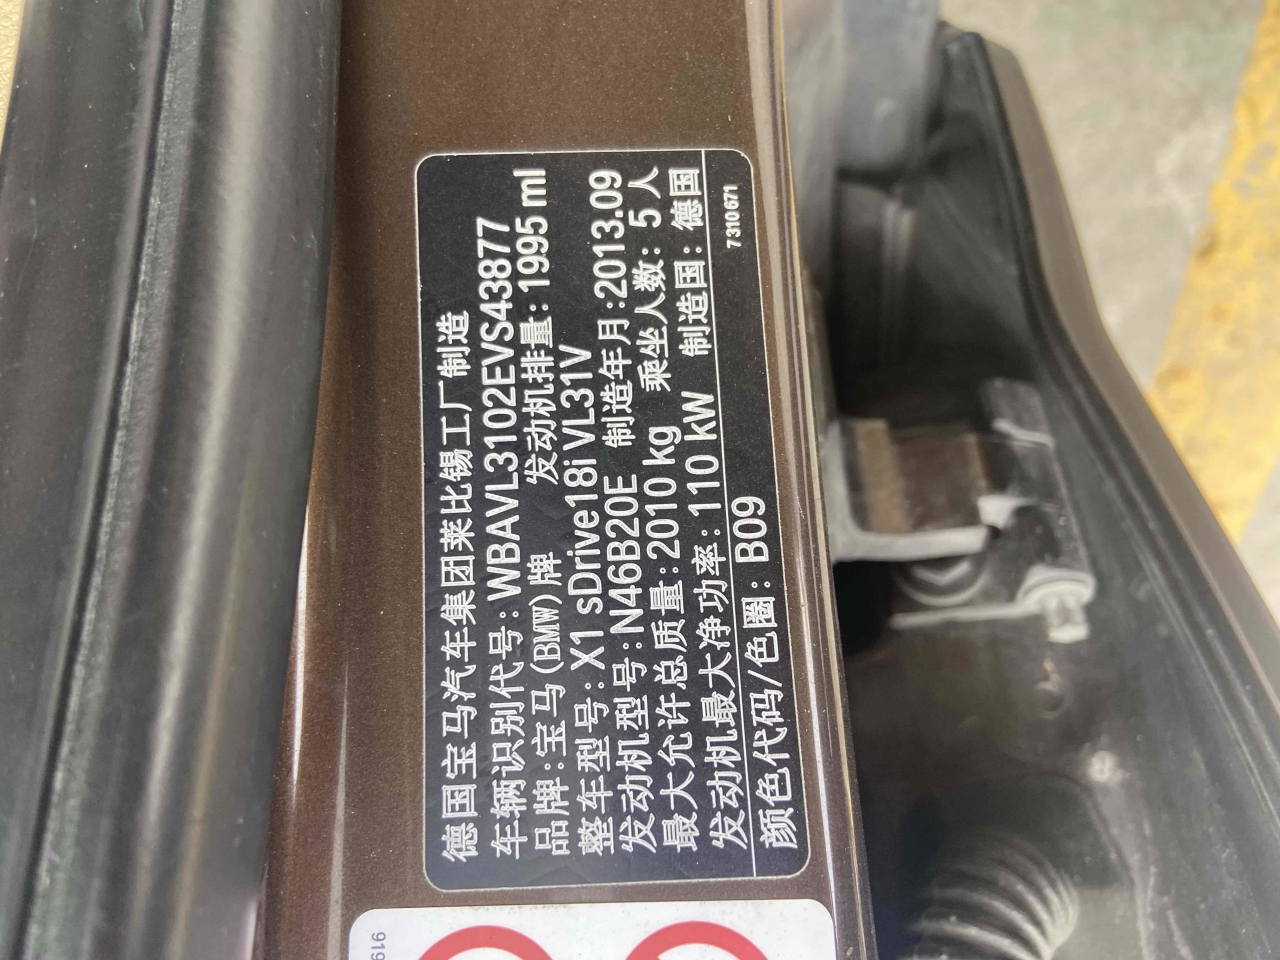 德国宝马汽车集团莱比锡工厂制造
车辆识别代号:WBAVL3102EVS43877
品牌:宝马(BMW)牌 发动机排量:1995 ml
整车型号:X1 sDrive18i VL31V
发动机型号:N46B20E 制造年月:2013.09
最大允许总质量:2010 kg 乘坐人数:5人
发动机最大净功率:110 kW 制造国:德国
颜色代码/色圈:B09
7310671
919